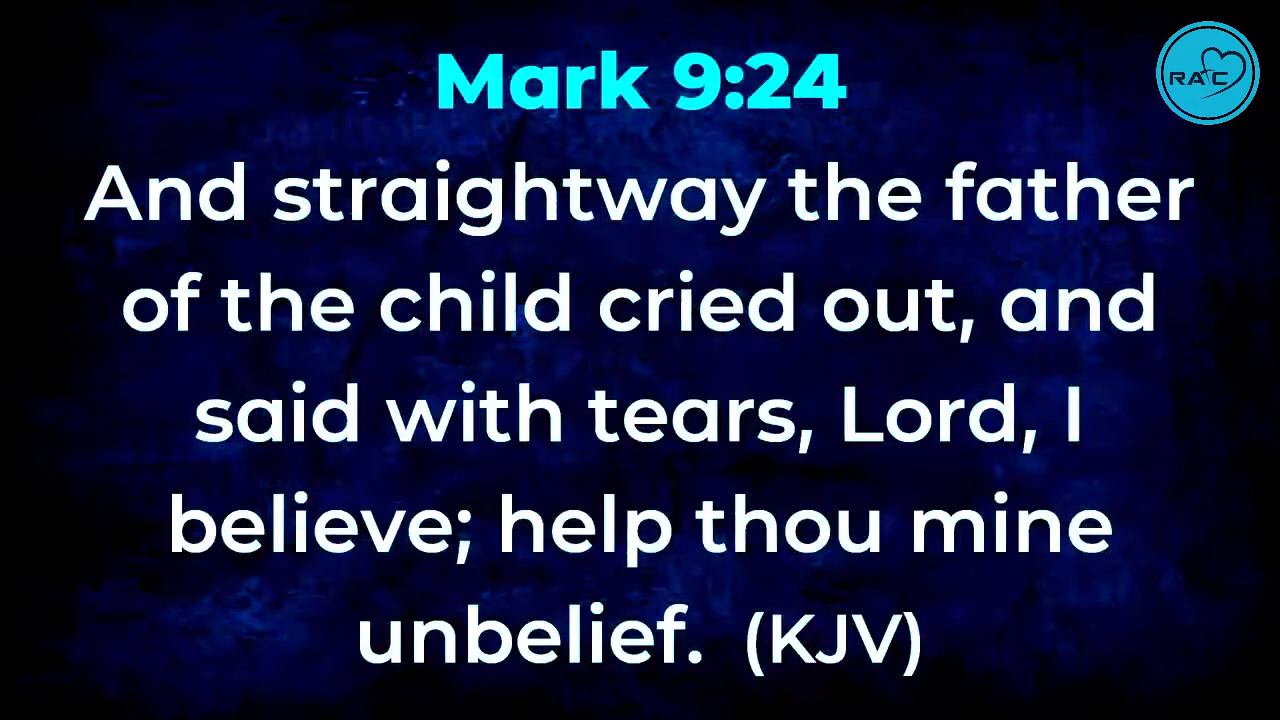 Mark 9:24
RAC
And straightway the father
of the child cried out, and
said with tears, Lord, I
believe; help thou mine
unbelief. (KJV)